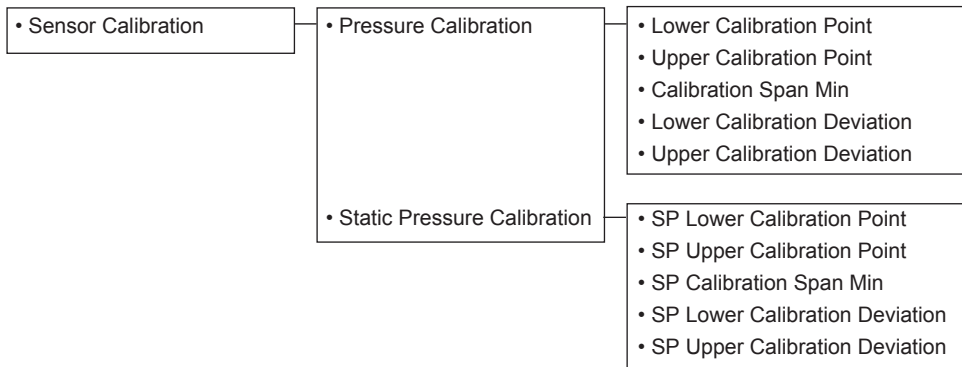 • Sensor Calibration
• Pressure Calibration
• Static Pressure Calibration
• Lower Calibration Point
• Upper Calibration Point
• Calibration Span Min
• Lower Calibration Deviation
• Upper Calibration Deviation
• SP Lower Calibration Point
• SP Upper Calibration Point
• SP Calibration Span Min
• SP Lower Calibration Deviation
• SP Upper Calibration Deviation